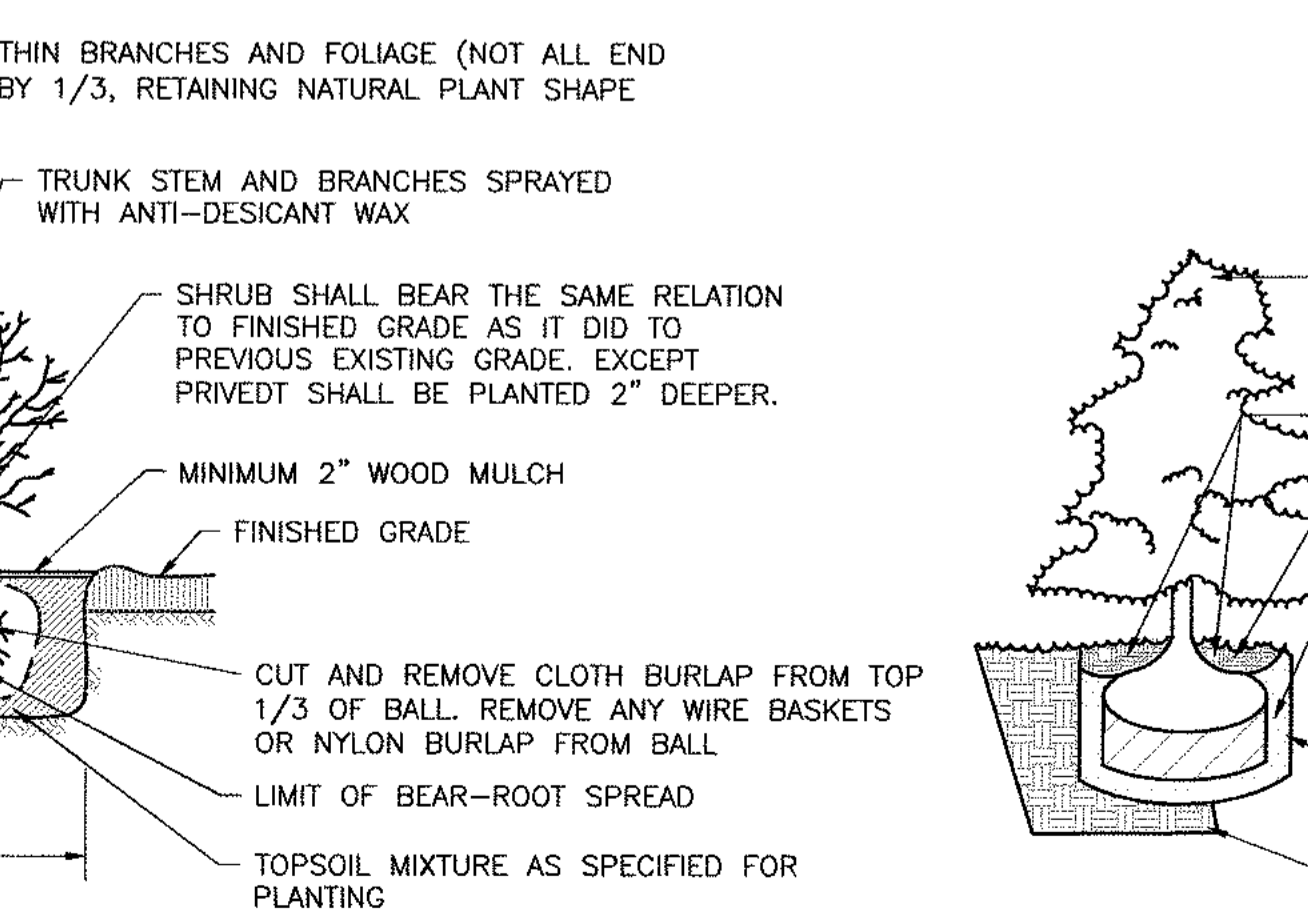 THIN BRANCHES AND FOLIAGE (NOT ALL END
BY 1/3, RETAINING NATURAL PLANT SHAPE
TRUNK STEM AND BRANCHES SPRAYED
WITH ANTI-DESICANT WAX
SHRUB SHALL BEAR THE SAME RELATION
TO FINISHED GRADE AS IT DID TO
PREVIOUS EXISTING GRADE. EXCEPT
PRIVEDT SHALL BE PLANTED 2" DEEPER.
MINIMUM 2" WOOD MULCH
FINISHED GRADE
CUT AND REMOVE CLOTH BURLAP FROM TOP
1/3 OF BALL. REMOVE ANY WIRE BASKETS
OR NYLON BURLAP FROM BALL
LIMIT OF BEAR-ROOT SPREAD
TOPSOIL MIXTURE AS SPECIFIED FOR
PLANTING